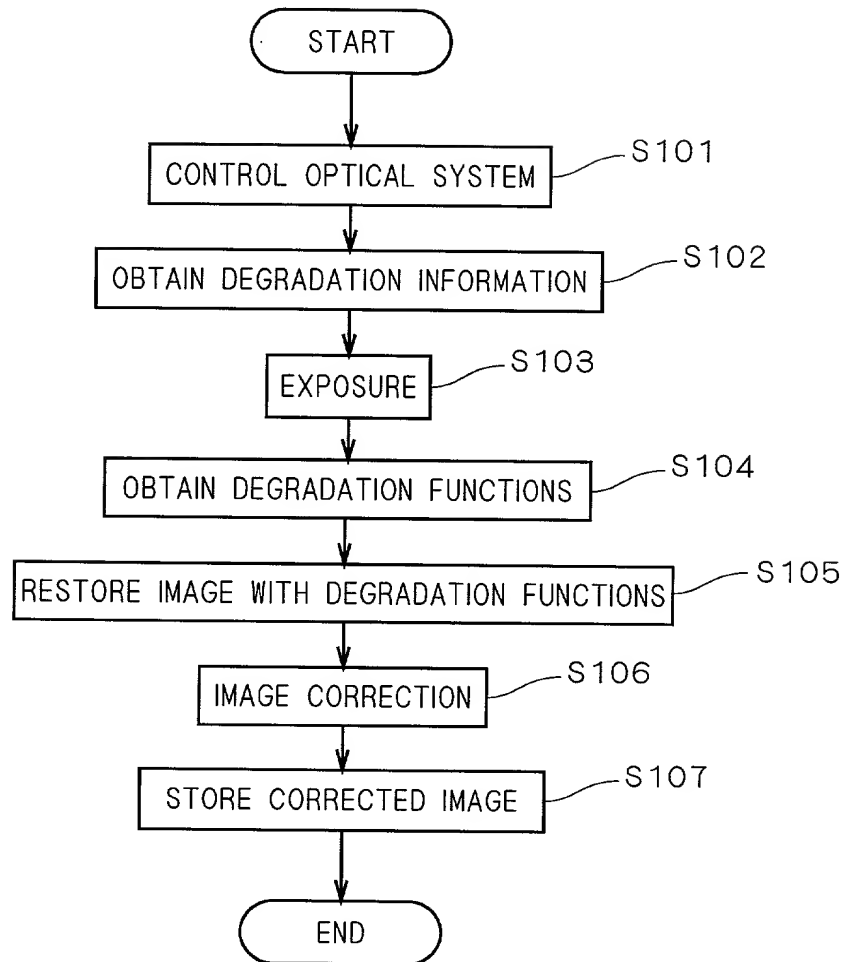 START
CONTROL OPTICAL SYSTEM
S101
OBTAIN DEGRADATION INFORMATION
S102
EXPOSURE
S103
OBTAIN DEGRADATION FUNCTIONS
S104
RESTORE IMAGE WITH DEGRADATION FUNCTIONS
S105
IMAGE CORRECTION
S106
STORE CORRECTED IMAGE
S107
END